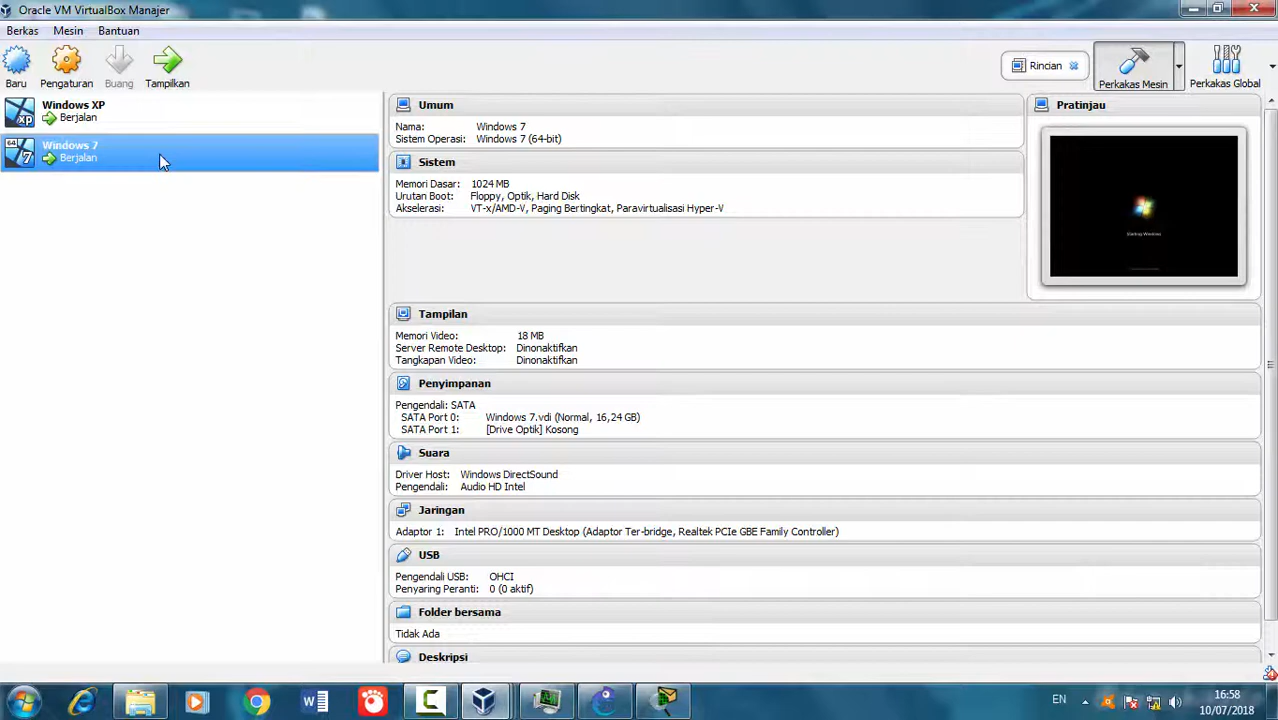 Oracle VM VirtualBox Manajer
Berkas Mesin Bantuan
Baru Pengaturan Buang Tampilkan
Rincian
Perkakas Mesin Perkakas Global
XP
Windows XP
Berjalan
64
7
Windows 7
Berjalan
Umum
Nama: Windows 7
Sistem Operasi: Windows 7 (64-bit)
Pratinjau
Starting Windows
Sistem
Memori Dasar: 1024 MB
Urutan Boot: Floppy, Optik, Hard Disk
Akselerasi: VT-x/AMD-V, Paging Bertingkat, Paravirtualisasi Hyper-V
Tampilan
Memori Video: 18 MB
Server Remote Desktop: Dinonaktifkan
Tangkapan Video: Dinonaktifkan
Penyimpanan
Pengendali: SATA
SATA Port 0: Windows 7.vdi (Normal, 16,24 GB)
SATA Port 1: [Drive Optik] Kosong
Suara
Driver Host: Windows DirectSound
Pengendali: Audio HD Intel
Jaringan
Adaptor 1: Intel PRO/1000 MT Desktop (Adaptor Ter-bridge, Realtek PCIe GBE Family Controller)
USB
Pengendali USB: OHCI
Penyaring Peranti: 0 (0 aktif)
Folder bersama
Tidak Ada
Deskripsi
EN
16:58
10/07/2018